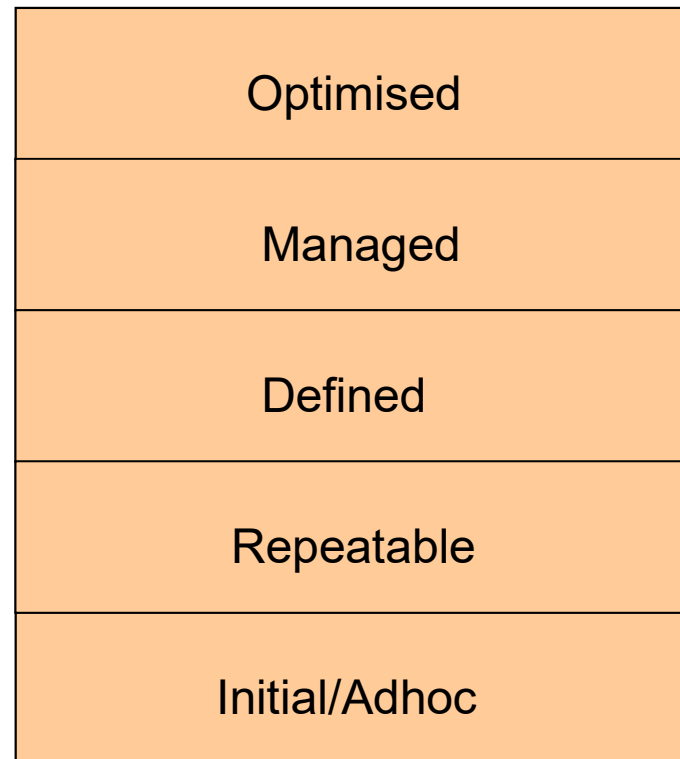 Optimised
Managed
Defined
Repeatable
Initial/Adhoc